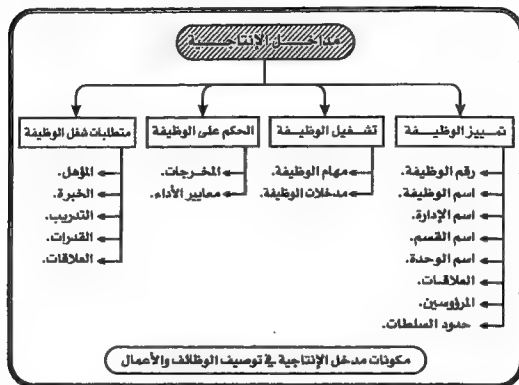 مداخل الإنتاجية
تمييز الوظيفة
رقم الوظيفة.
اسم الوظيفة.
اسم الإدارة.
اسم القسم.
اسم الوحدة.
العلاقات.
المرؤوسين.
حدود السلطات.
تشغيل الوظيفة
مهام الوظيفة.
مدخلات الوظيفة.
الحكم على الوظيفة
المخرجات.
معايير الأداء.
متطلبات شغل الوظيفة
المؤهل.
الخبرة.
التدريب.
القدرات.
العلاقات.
مكونات مدخل الإنتاجية في توصيف الوظائف والأعمال